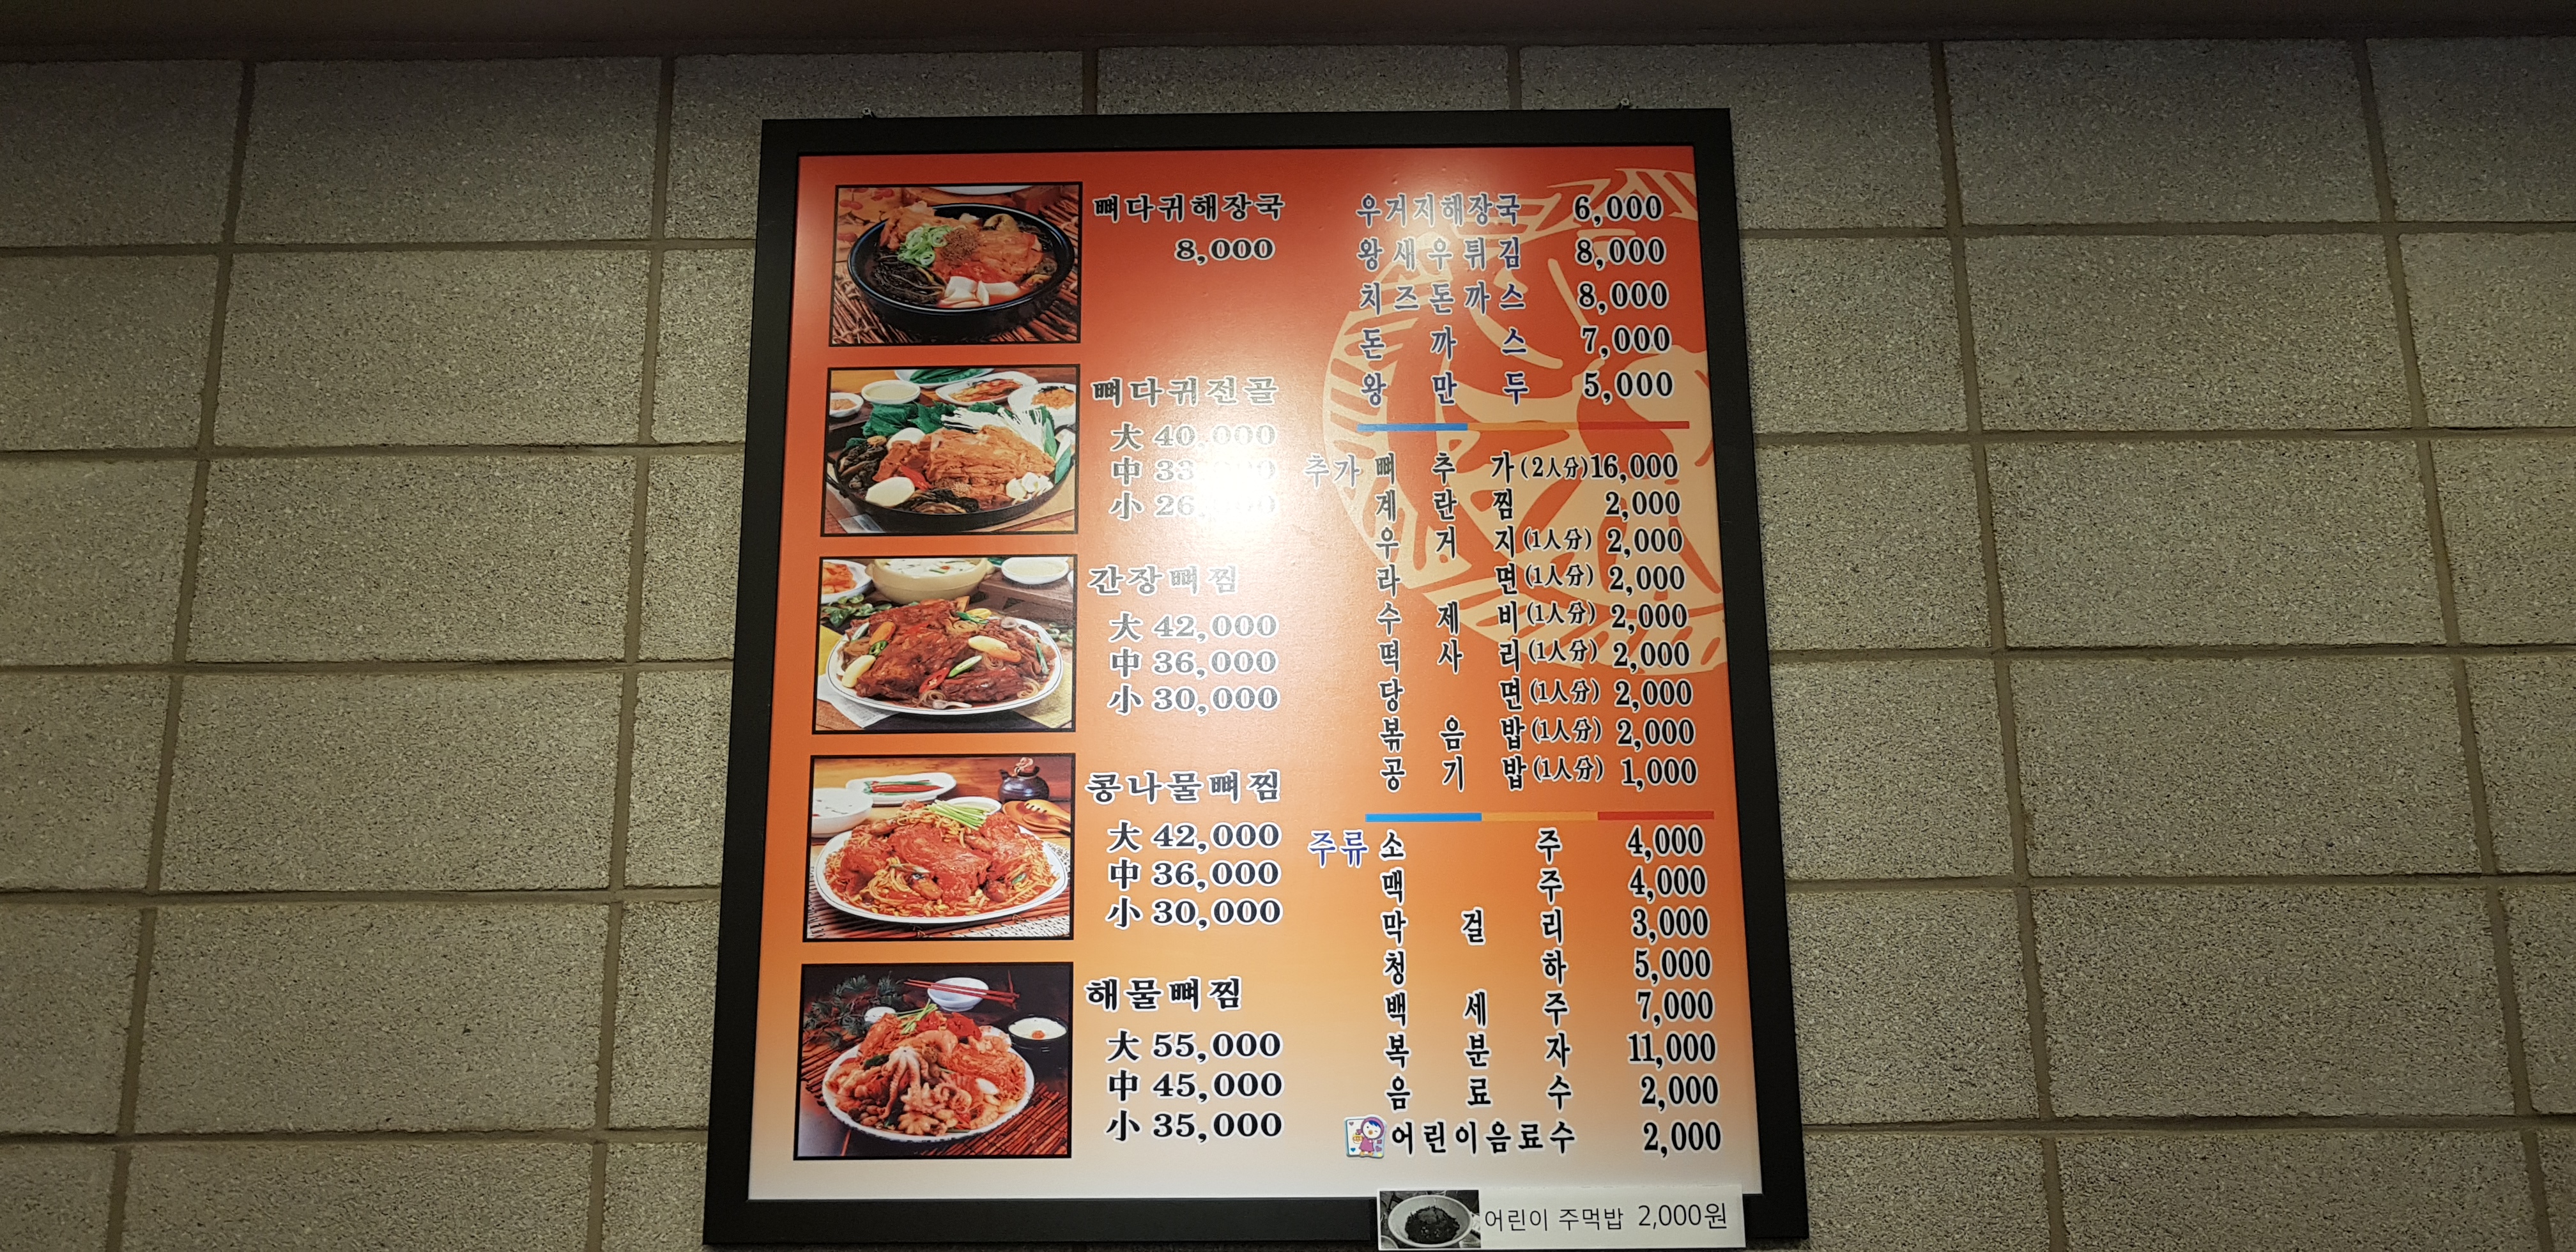 뼈다귀해장국
8,000
뼈다귀전골
大 40,000
中
小
간장뼈찜
大 42,000
中 36,000
小 30,000
콩나물뼈찜
大 42,000
中 36,000
小 30,000
해물뼈찜
大 55,000
中 45,000
小 35,000
우거지해장국 6,000
왕새우튀김 8,000
치즈돈까스 8,000
돈까스 7,000
왕만두 5,000
추가 뼈추가(2人分) 16,000
계란찜 2,000
우거지(1人分) 2,000
라면(1人分) 2,000
수제비(1人分) 2,000
떡사리(1人分) 2,000
당면(1人分) 2,000
볶음밥(1人分) 2,000
공기밥(1人分) 1,000
주류 소주 4,000
맥주 4,000
막걸리 3,000
청하 5,000
백세주 7,000
복분자 11,000
음료수 2,000
어린이음료수 2,000
어린이 주먹밥 2,000원